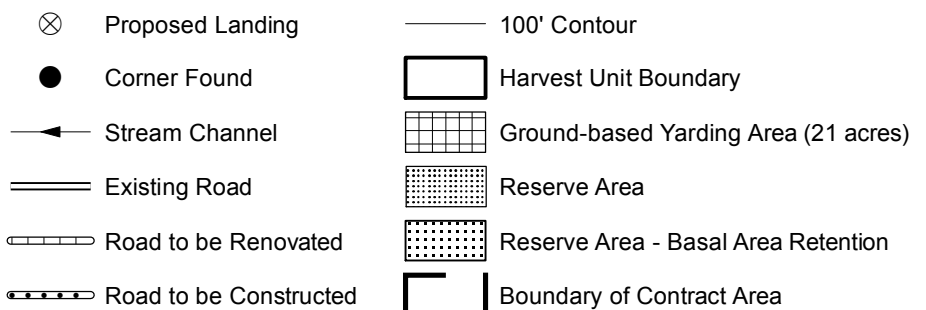 Proposed Landing
Corner Found
Stream Channel
Existing Road
Road to be Renovated
Road to be Constructed
100' Contour
Harvest Unit Boundary
Ground-based Yarding Area (21 acres)
Reserve Area
Reserve Area - Basal Area Retention
Boundary of Contract Area